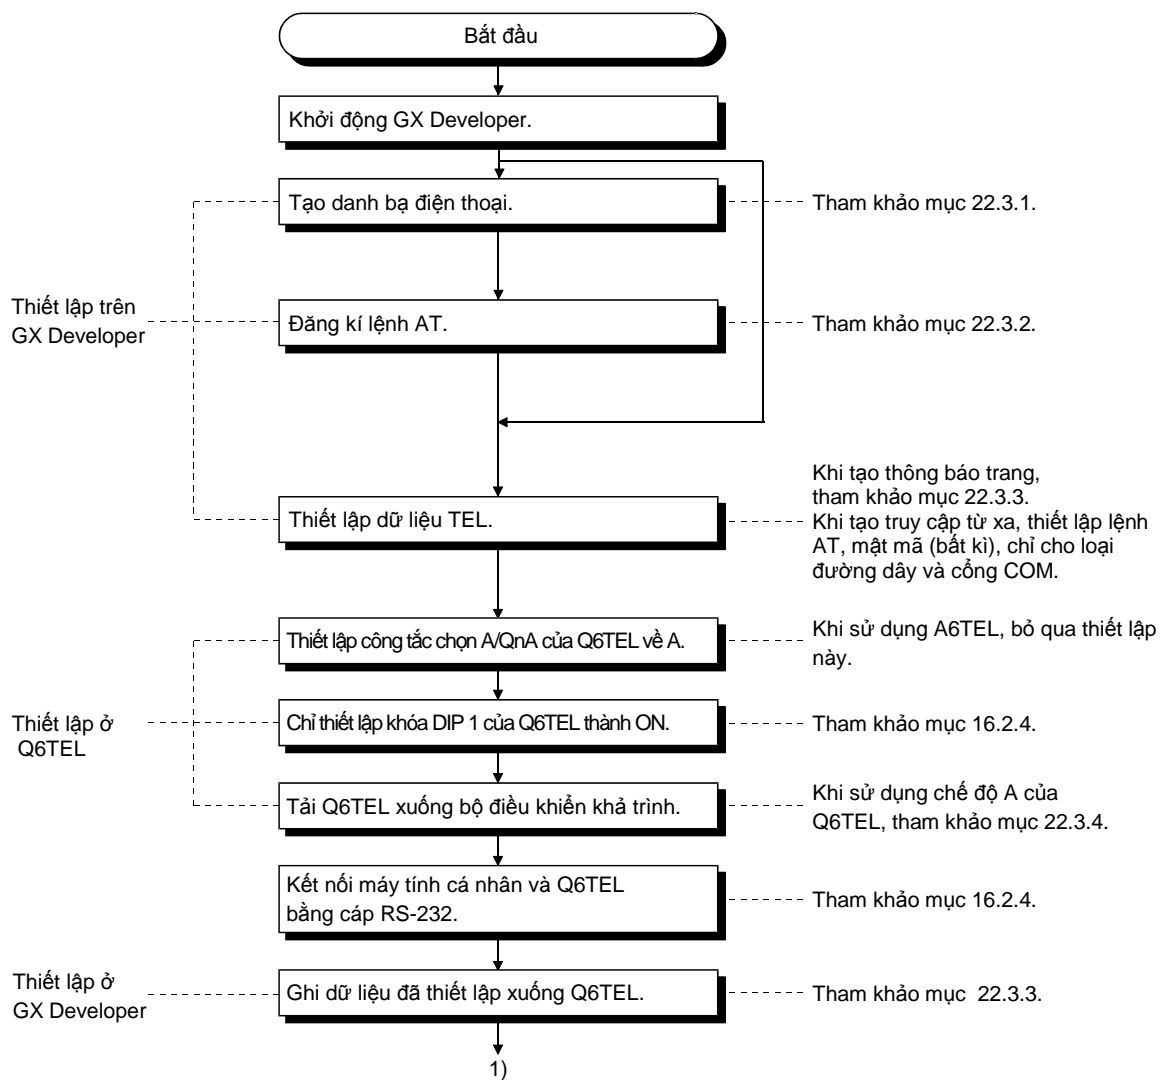 Bắt đầu
Khởi động GX Developer.
Tạo danh bạ điện thoại.
Tham khảo mục 22.3.1.
Thiết lập trên
GX Developer
Đăng kí lệnh AT.
Tham khảo mục 22.3.2.
Thiết lập dữ liệu TEL.
Khi tạo thông báo trang,
tham khảo mục 22.3.3.
Khi tạo truy cập từ xa, thiết lập lệnh
AT, mật mã (bất kì), chỉ cho loại
đường dây và cổng COM.
Thiết lập công tắc chọn A/QnA của Q6TEL về A.
Khi sử dụng A6TEL, bỏ qua thiết lập
này.
Thiết lập ở
Q6TEL
Chỉ thiết lập khóa DIP 1 của Q6TEL thành ON.
Tham khảo mục 16.2.4.
Tải Q6TEL xuống bộ điều khiển khả trình.
Khi sử dụng chế độ A của
Q6TEL, tham khảo mục 22.3.4.
Kết nối máy tính cá nhân và Q6TEL
bằng cáp RS-232.
Tham khảo mục 16.2.4.
Thiết lập ở
GX Developer
Ghi dữ liệu đã thiết lập xuống Q6TEL.
Tham khảo mục 22.3.3.
1)